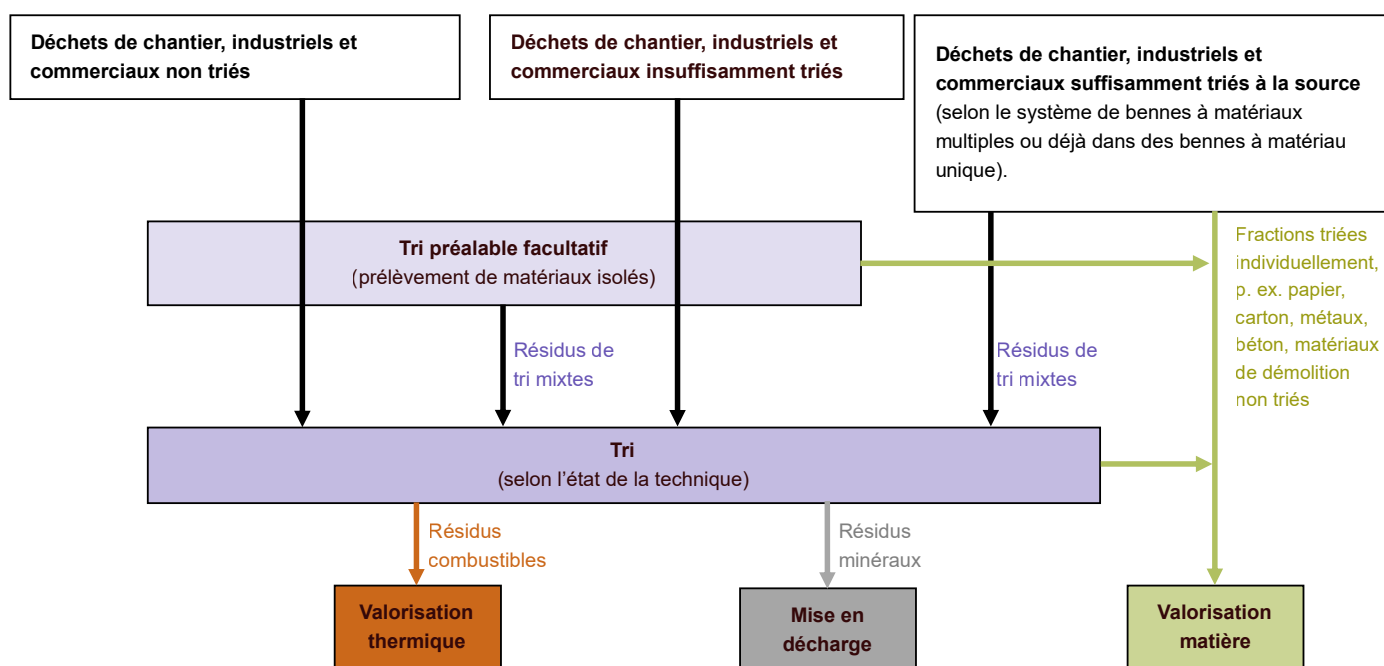 Déchets de chantier, industriels et
commerciaux non triés
Déchets de chantier, industriels et
commerciaux insuffisamment triés
Déchets de chantier, industriels et
commerciaux suffisamment triés à la source
(selon le système de bennes à matériaux
multiples ou déjà dans des bennes à matériau
unique).
Tri préalable facultatif
(prélèvement de matériaux isolés)
Fractions triées
individuellement,
p. ex. papier,
carton, métaux,
béton, matériaux
de démolition
non triés
Résidus de
tri mixtes
Résidus de
tri mixtes
Tri
(selon l’état de la technique)
Résidus
combustibles
Résidus
minéraux
Valorisation
thermique
Mise en
décharge
Valorisation
matière